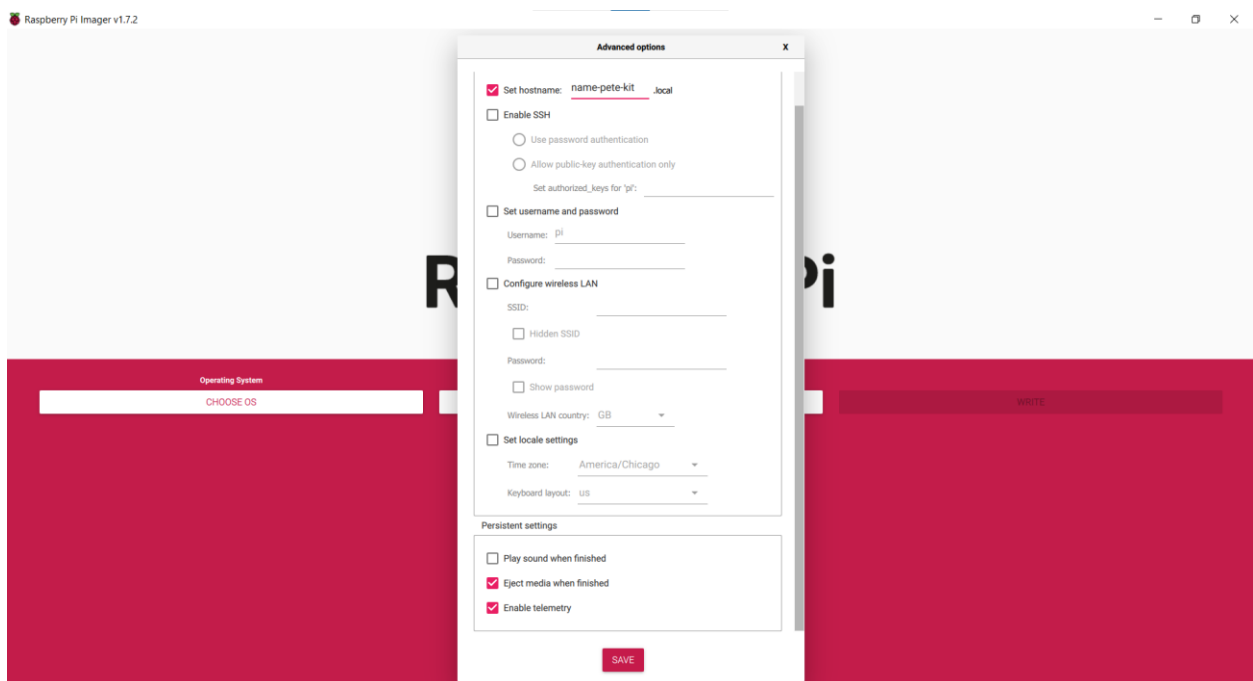 Raspberry Pi Imager v1.7.2
Advanced options X
Set hostname: name-pete-kit .local
Enable SSH
Use password authentication
Allow public-key authentication only
Set authorized_keys for 'pi':
Set username and password
Username: pi
Password:
Configure wireless LAN
SSID:
Hidden SSID
Password:
Show password
Wireless LAN country: GB
Set locale settings
Time zone: America/Chicago
Keyboard layout: us
Persistent settings
Play sound when finished
Eject media when finished
Enable telemetry
SAVE
R Pi
Operating System
CHOOSE OS
WRITE